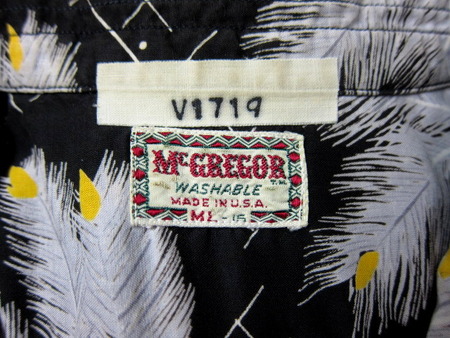 V1719
McGREGOR
T.M.
WASHABLE
MADE IN U.S.A.
ML - 15